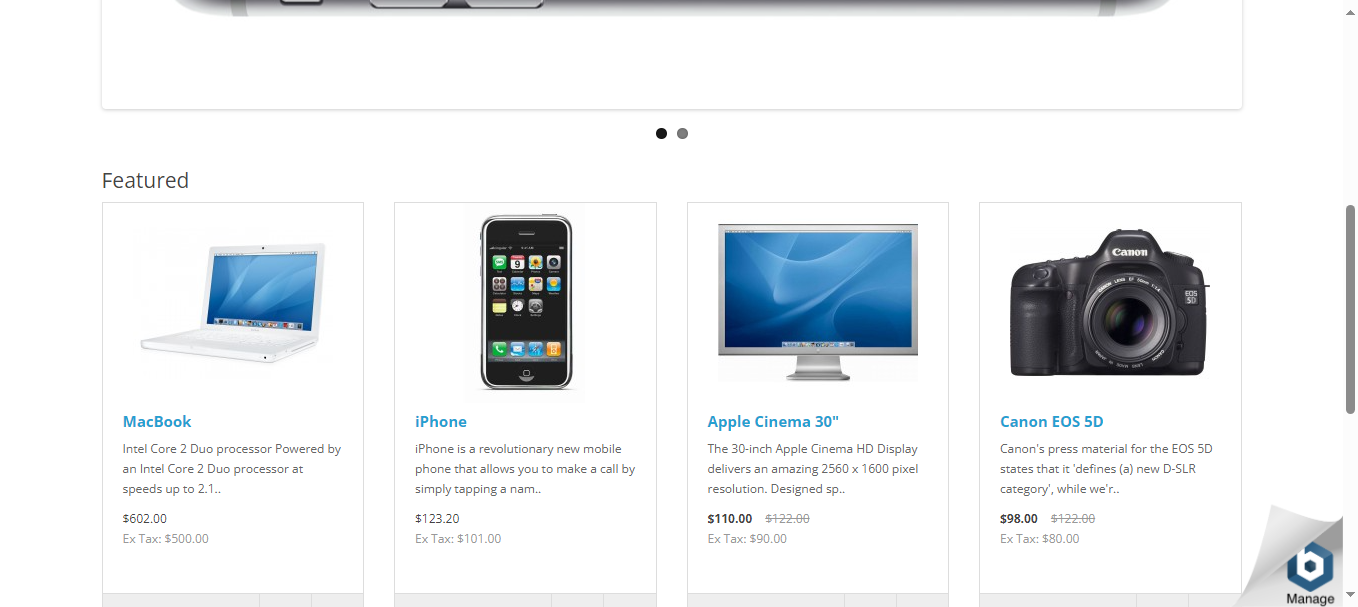 Featured
Canon
EOS
5D
MacBook
Intel Core 2 Duo processor Powered by
an Intel Core 2 Duo processor at
speeds up to 2.1..
$602.00
Ex Tax: $500.00
iPhone
iPhone is a revolutionary new mobile
phone that allows you to make a call by
simply tapping a nam..
$123.20
Ex Tax: $101.00
Apple Cinema 30"
The 30-inch Apple Cinema HD Display
delivers an amazing 2560 x 1600 pixel
resolution. Designed sp..
$110.00 $122.00
Ex Tax: $90.00
Canon EOS 5D
Canon's press material for the EOS 5D
states that it 'defines (a) new D-SLR
category', while we'r..
$98.00 $122.00
Ex Tax: $80.00
b
Manage